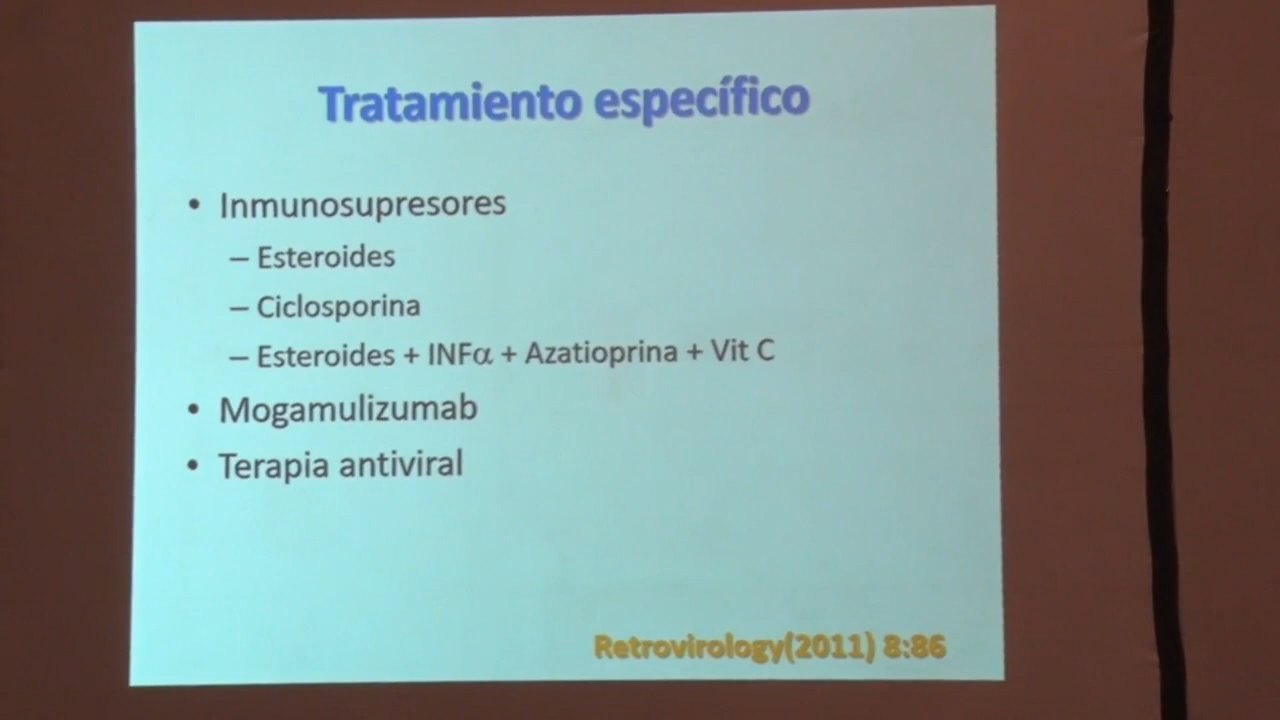 Tratamiento específico
• Inmunosupresores
– Esteroides
– Ciclosporina
– Esteroides + INFα + Azatioprina + Vit C
• Mogamulizumab
• Terapia antiviral
Retrovirology(2011) 8:86